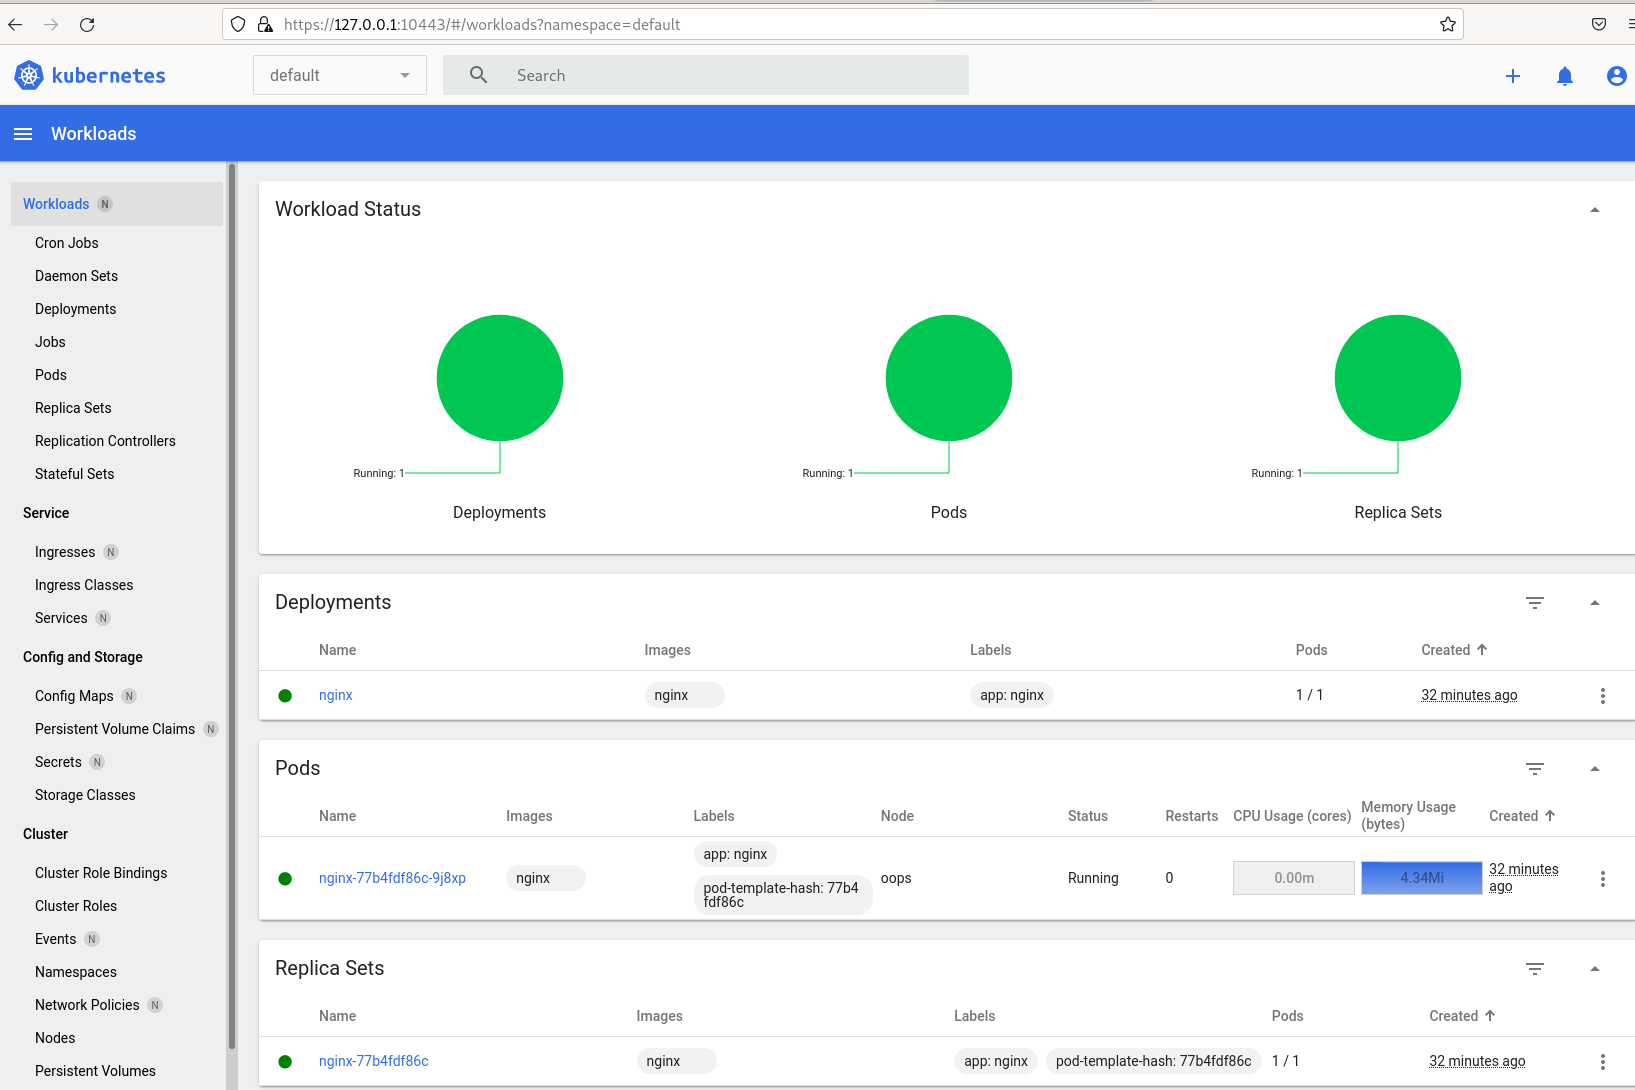 https://127.0.0.1:10443/#/workloads?namespace=default
kubernetes
default
Search
Workloads
Workloads N
Cron Jobs
Daemon Sets
Deployments
Jobs
Pods
Replica Sets
Replication Controllers
Stateful Sets
Service
Ingresses N
Ingress Classes
Services N
Config and Storage
Config Maps N
Persistent Volume Claims N
Secrets N
Storage Classes
Cluster
Cluster Role Bindings
Cluster Roles
Events N
Namespaces
Network Policies N
Nodes
Persistent Volumes
Workload Status
Running: 1
Deployments
Running: 1
Pods
Running: 1
Replica Sets
Deployments
Name Images Labels Pods Created
nginx nginx app: nginx 1 / 1 32 minutes ago
Pods
Name Images Labels Node Status Restarts CPU Usage (cores) Memory Usage (bytes) Created
nginx-77b4fdf86c-9j8xp nginx app: nginx
pod-template-hash: 77b4
fdf86c
oops Running 0 0.00m 4.34Mi 32 minutes
ago
Replica Sets
Name Images Labels Pods Created
nginx-77b4fdf86c nginx app: nginx pod-template-hash: 77b4fdf86c 1 / 1 32 minutes ago